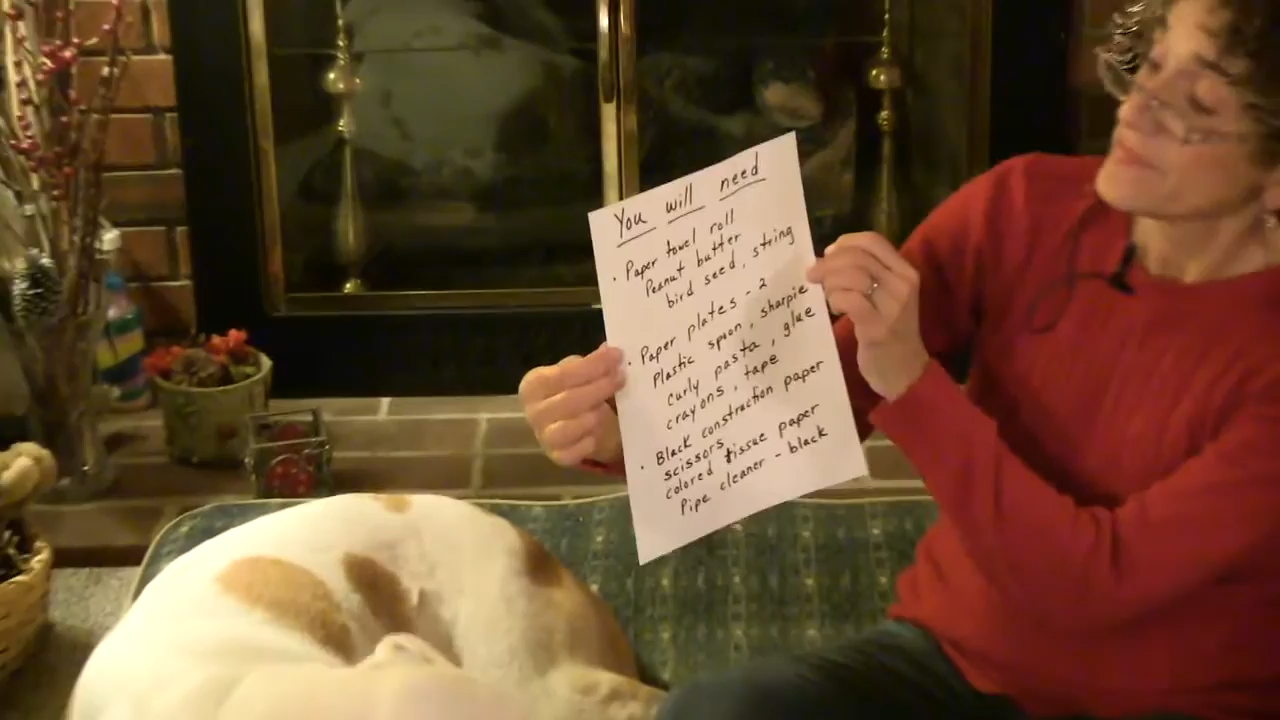 You will need
· Paper towel roll
Peanut butter
bird seed, string
· Paper plates - 2
Plastic spoon, sharpie
curly pasta, glue
crayons, tape
· Black construction paper
scissors
colored tissue paper
Pipe cleaner - black